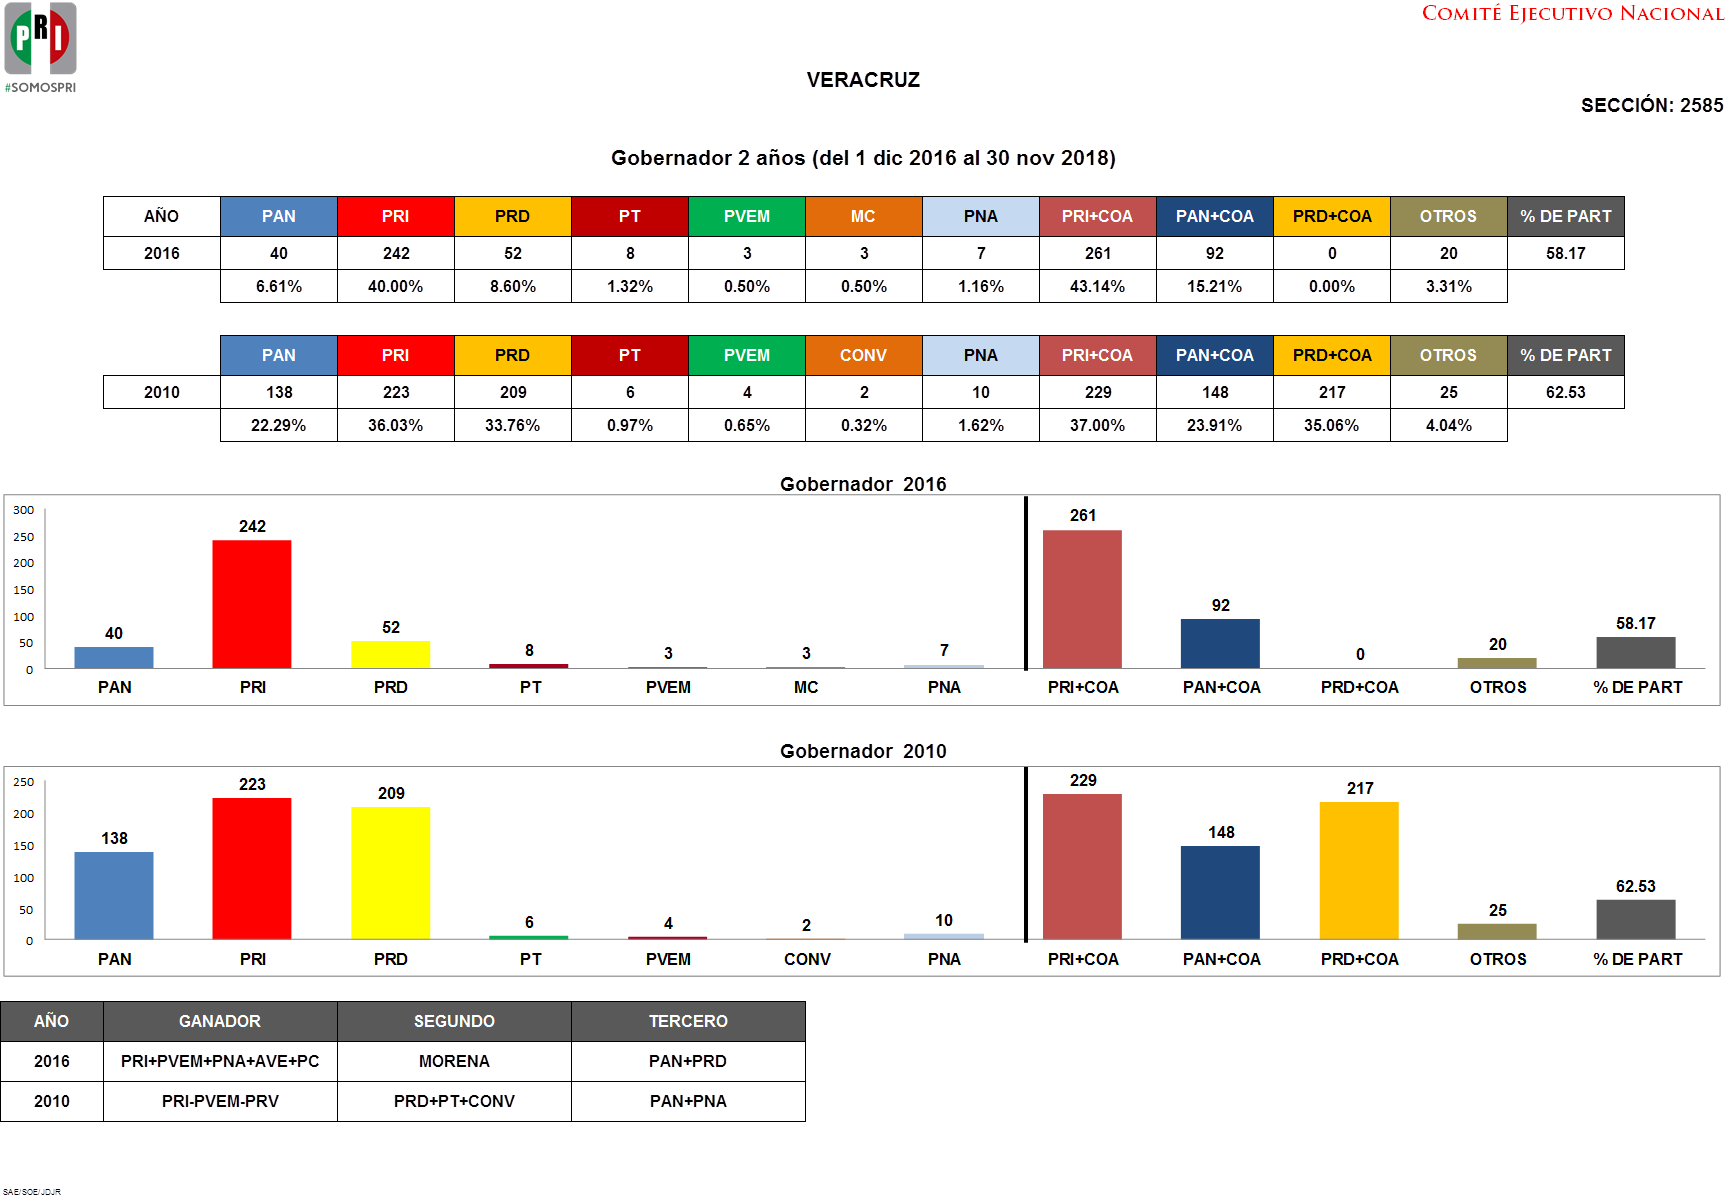 PRI
#SOMOSPRI
COMITÉ EJECUTIVO NACIONAL
VERACRUZ
SECCIÓN: 2585
Gobernador 2 años (del 1 dic 2016 al 30 nov 2018)
AÑO PAN PRI PRD PT PVEM MC PNA PRI+COA PAN+COA PRD+COA OTROS % DE PART
2016 40 242 52 8 3 3 7 261 92 0 20 58.17
6.61% 40.00% 8.60% 1.32% 0.50% 0.50% 1.16% 43.14% 15.21% 0.00% 3.31%
PAN PRI PRD PT PVEM CONV PNA PRI+COA PAN+COA PRD+COA OTROS % DE PART
2010 138 223 209 6 4 2 10 229 148 217 25 62.53
22.29% 36.03% 33.76% 0.97% 0.65% 0.32% 1.62% 37.00% 23.91% 35.06% 4.04%
Gobernador 2016
300
250
200
150
100
50
0
40 242 52 8 3 3 7 261 92 0 20 58.17
PAN PRI PRD PT PVEM MC PNA PRI+COA PAN+COA PRD+COA OTROS % DE PART
Gobernador 2010
250
200
150
100
50
0
138 223 209 6 4 2 10 229 148 217 25 62.53
PAN PRI PRD PT PVEM CONV PNA PRI+COA PAN+COA PRD+COA OTROS % DE PART
AÑO GANADOR SEGUNDO TERCERO
2016 PRI+PVEM+PNA+AVE+PC MORENA PAN+PRD
2010 PRI-PVEM-PRV PRD+PT+CONV PAN+PNA
SAE/SOE/JDJR